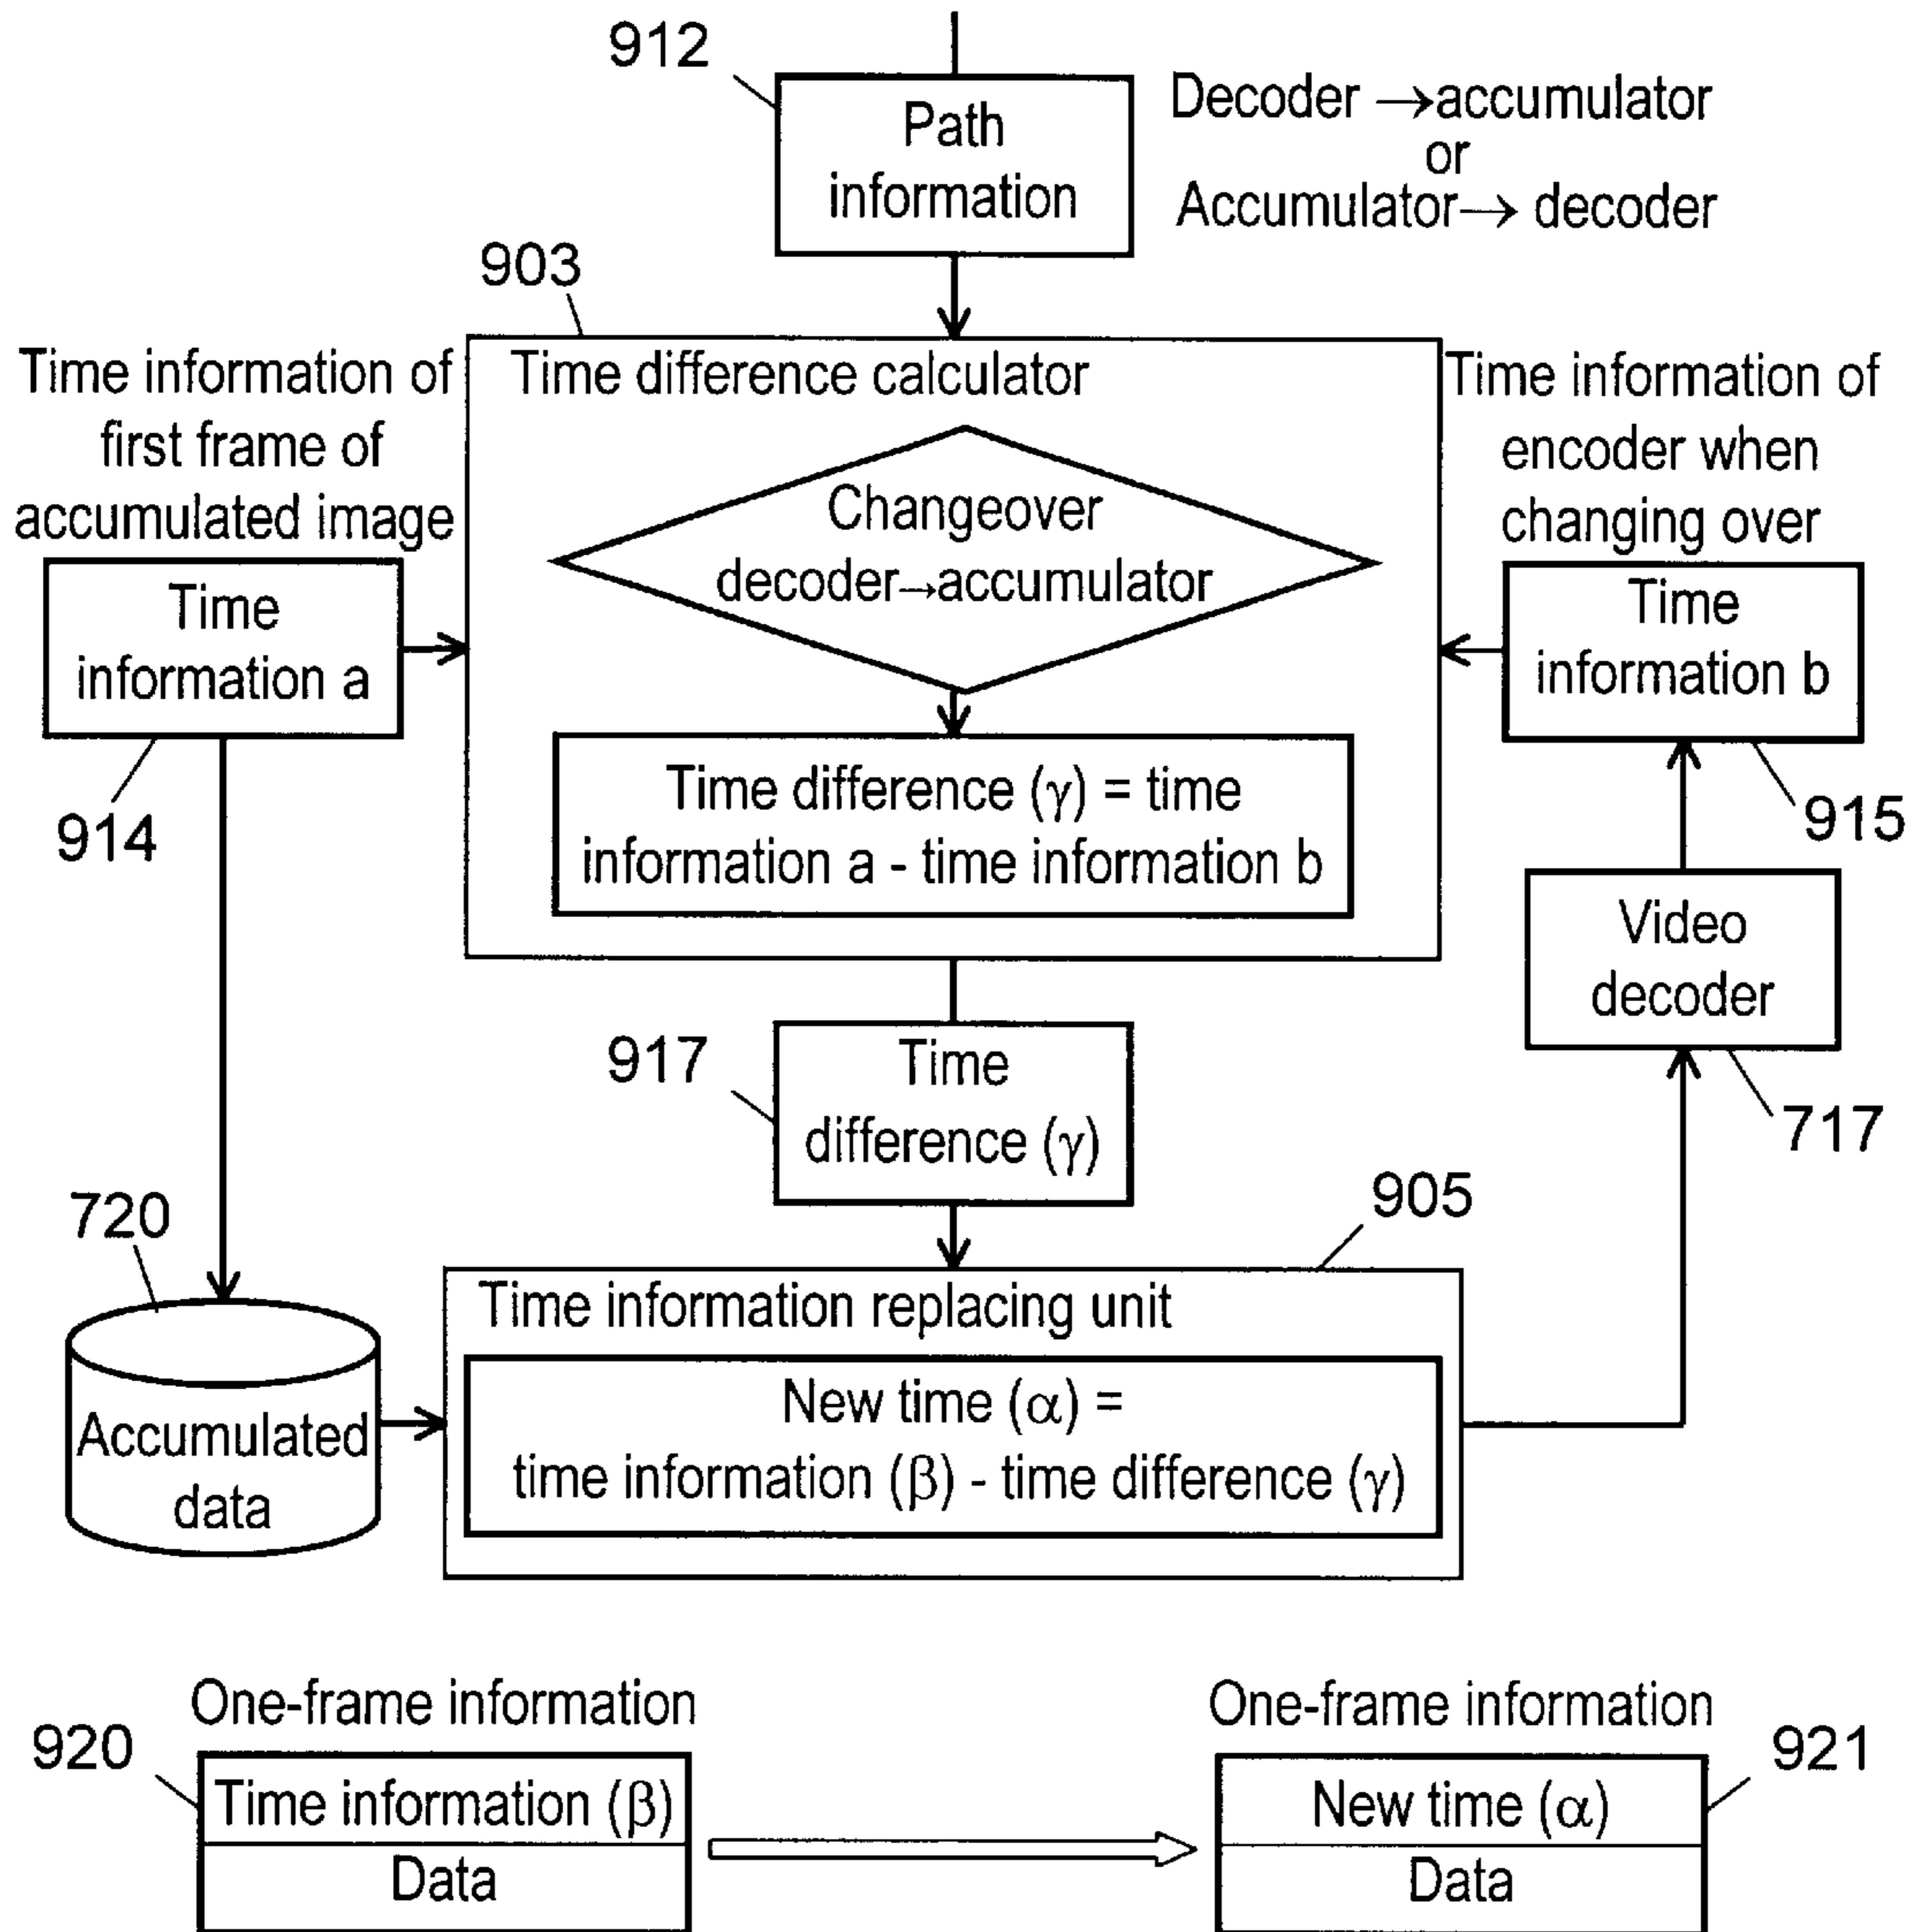 912
Path
information
Decoder →accumulator
or
Accumulator→ decoder
903
Time information of
first frame of
accumulated image
Time difference calculator
Time information of
encoder when
changing over
Changeover
decoder→accumulator
Time
information a
914
Time
information b
915
Time difference (γ) = time
information a - time information b
Video
decoder
717
917
Time
difference (γ)
720
Accumulated
data
905
Time information replacing unit
New time (α) =
time information (β) - time difference (γ)
One-frame information
920
Time information (β)
Data
One-frame information
921
New time (α)
Data